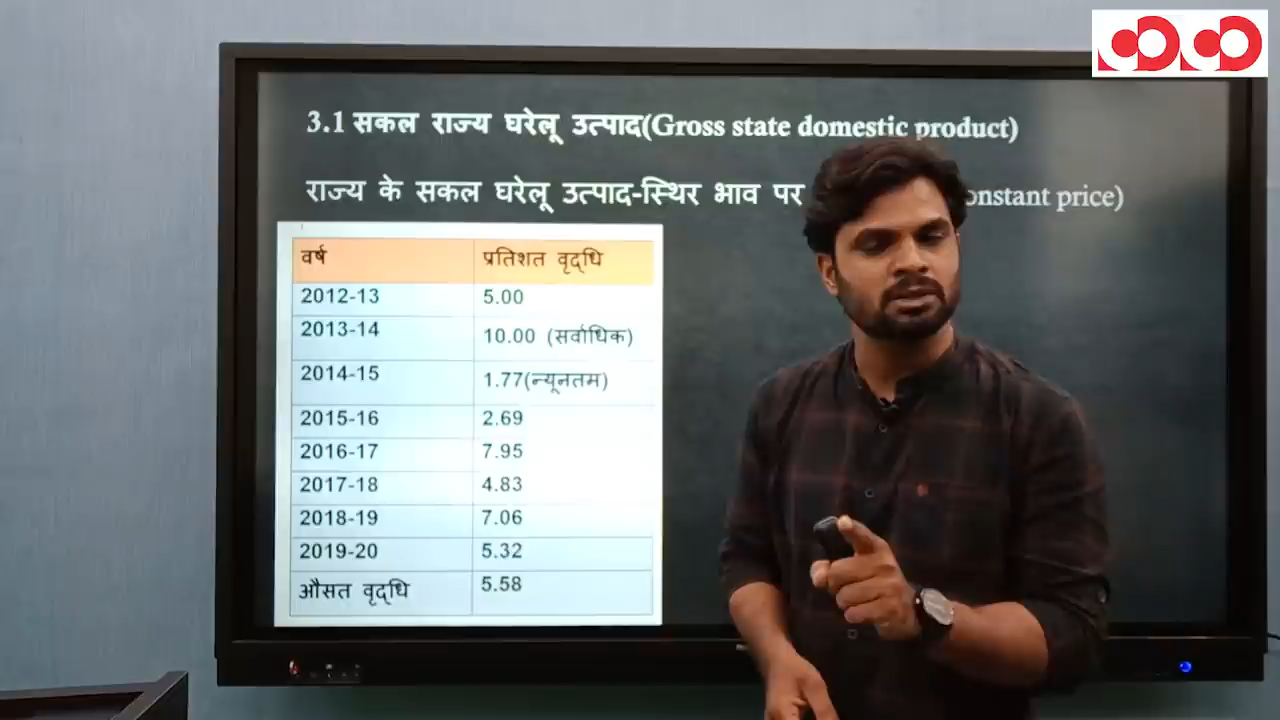 3.1 सकल राज्य घरेलू उत्पाद(Gross state domestic product)
राज्य के सकल घरेलू उत्पाद-स्थिर भाव पर price)
वर्ष प्रतिशत वृद्धि
2012-13 5.00
2013-14 10.00 (सर्वाधिक)
2014-15 1.77(न्यूनतम)
2015-16 2.69
2016-17 7.95
2017-18 4.83
2018-19 7.06
2019-20 5.32
औसत वृद्धि 5.58